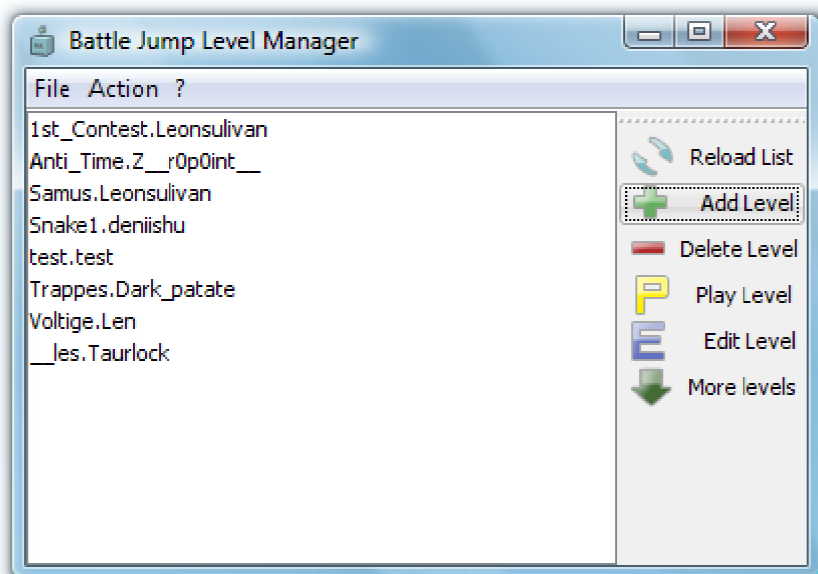 Battle Jump Level Manager
File Action ?
1st_Contest.Leonsulivan
Anti_Time.Z__r0p0int__
Samus.Leonsulivan
Snake1.deniishu
test.test
Trappes.Dark_patate
Voltige.Len
__les.Taurlock
Reload List
Add Level
Delete Level
P Play Level
E Edit Level
More levels